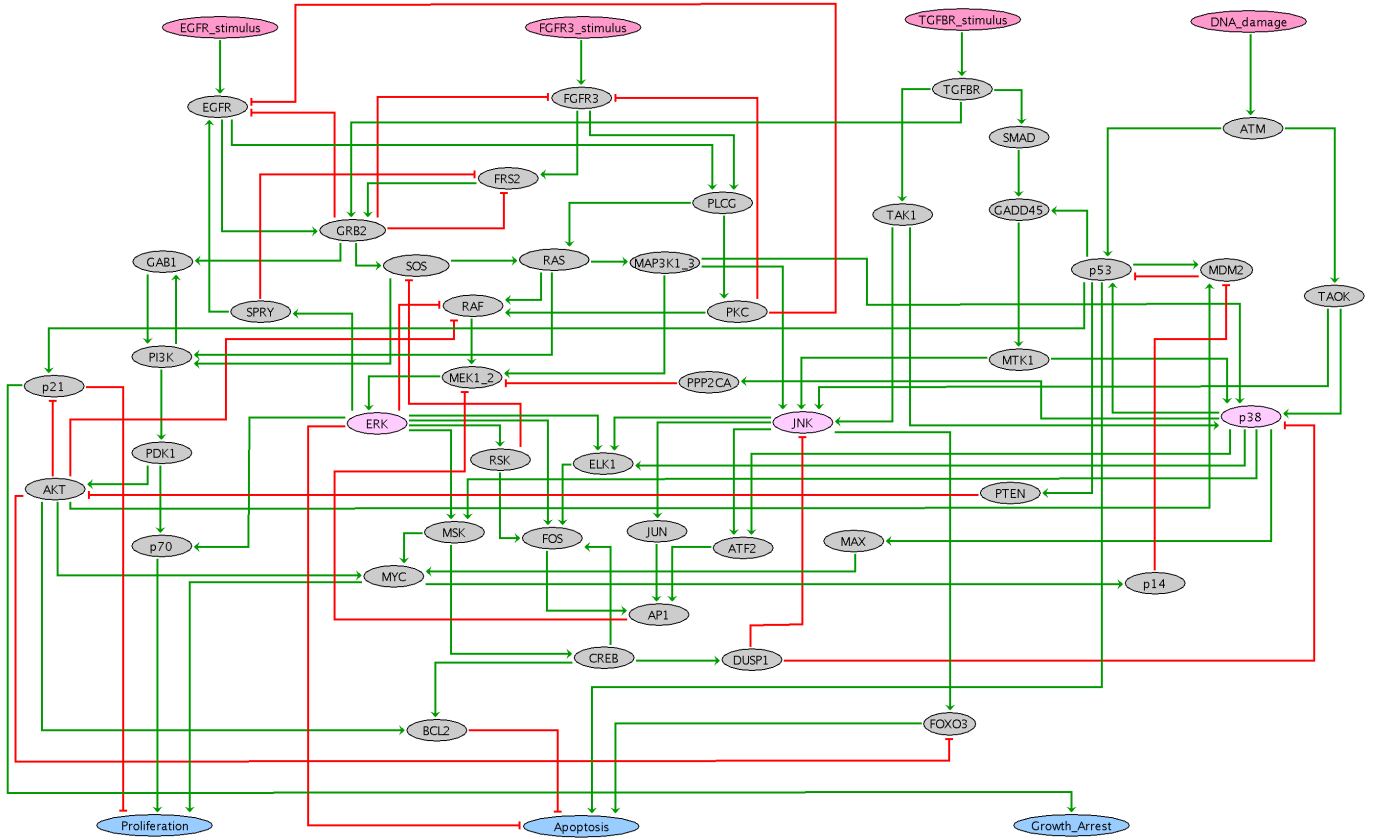 EGFR_stimulus
FGFR3_stimulus
TGFBR_stimulus
DNA_damage
EGFR
FGFR3
TGFBR
ATM
SMAD
FRS2
PLCG
TAK1
GADD45
GRB2
GAB1
SOS
RAS
MAP3K1_3
p53
MDM2
TAOK
SPRY
RAF
PKC
PI3K
MTK1
p21
MEK1_2
PPP2CA
ERK
JNK
p38
PDK1
RSK
ELK1
AKT
PTEN
p70
MSK
FOS
JUN
ATF2
MAX
MYC
p14
AP1
CREB
DUSP1
BCL2
FOXO3
Proliferation
Apoptosis
Growth_Arrest